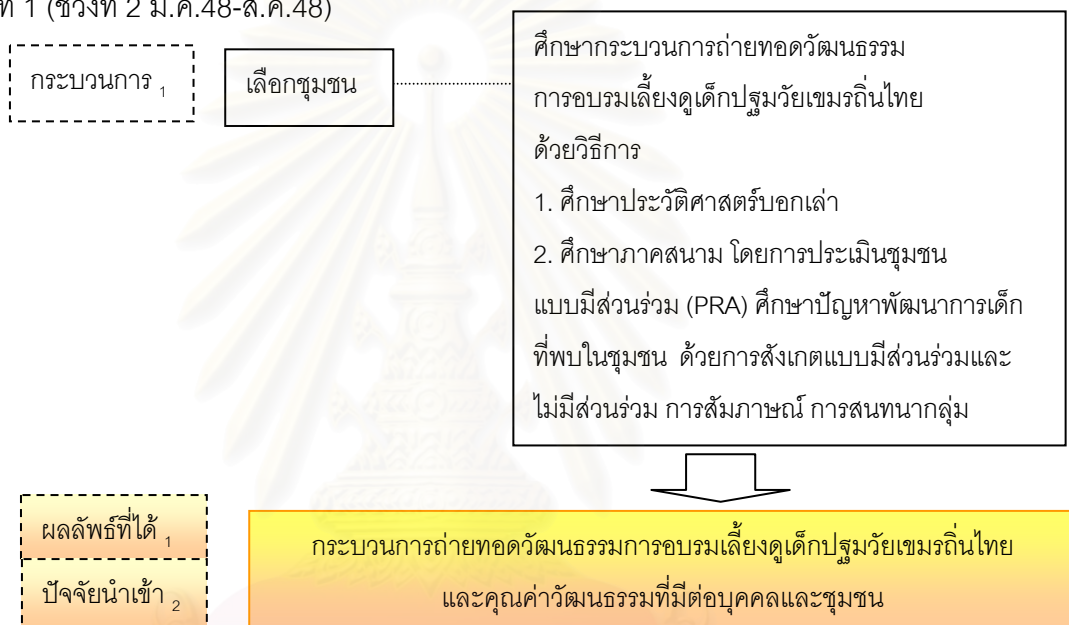 ที่ 1 (ช่วงที่ 2 มี.ค.48-ส.ค.48)
กระบวนการ 1
เลือกชุมชน
ศึกษากระบวนการถ่ายทอดวัฒนธรรม
การอบรมเลี้ยงดูเด็กปฐมวัยเขมรถิ่นไทย
ด้วยวิธีการ
1. ศึกษาประวัติศาสตร์บอกเล่า
2. ศึกษาภาคสนาม โดยการประเมินชุมชน
แบบมีส่วนร่วม (PRA) ศึกษาปัญหาพัฒนาการเด็ก
ที่พบในชุมชน ด้วยการสังเกตแบบมีส่วนร่วมและ
ไม่มีส่วนร่วม การสัมภาษณ์ การสนทนากลุ่ม
ผลลัพธ์ที่ได้ 1
ปัจจัยนำเข้า 2
กระบวนการถ่ายทอดวัฒนธรรมการอบรมเลี้ยงดูเด็กปฐมวัยเขมรถิ่นไทย
และคุณค่าวัฒนธรรมที่มีต่อบุคคลและชุมชน